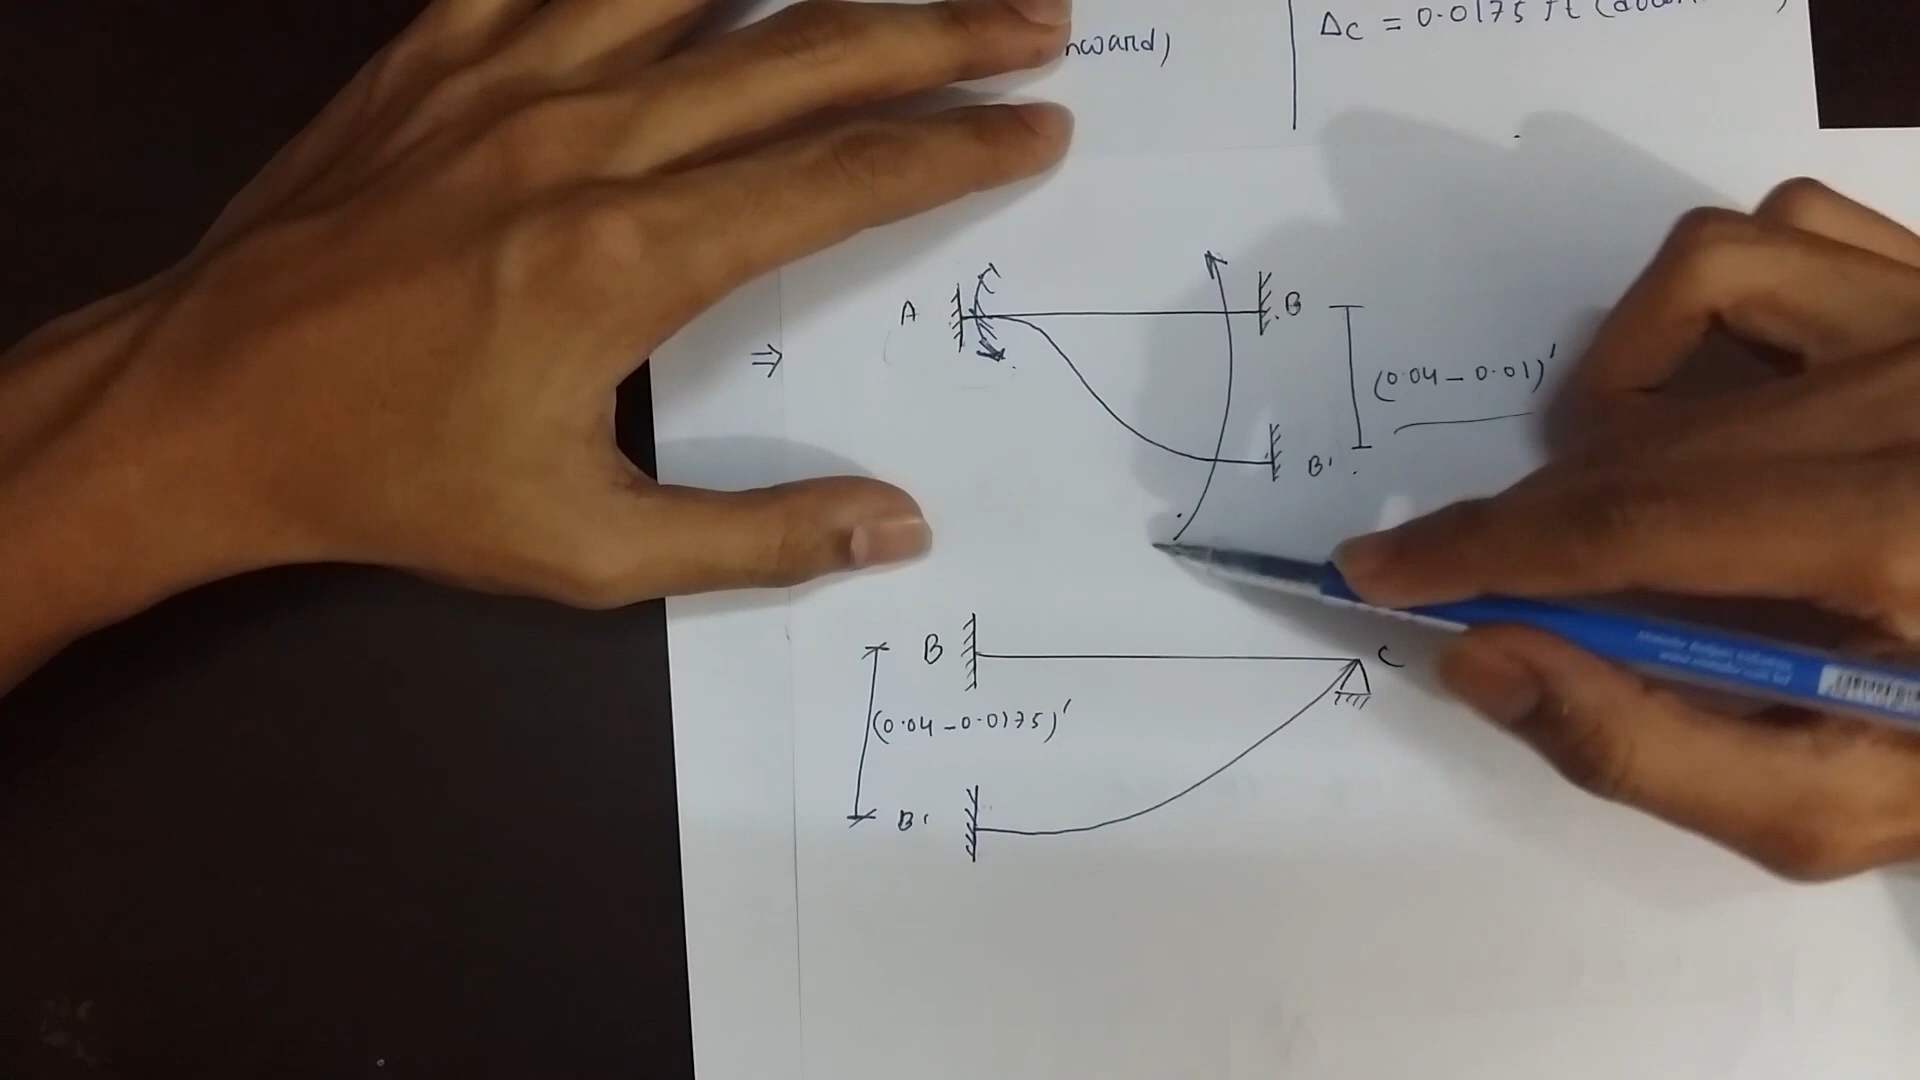 nward)
Δc = 0.0175 ft
A
B
(0.04 - 0.01)'
⇒
B'
B
C
(0.04 - 0.0175)'
B'